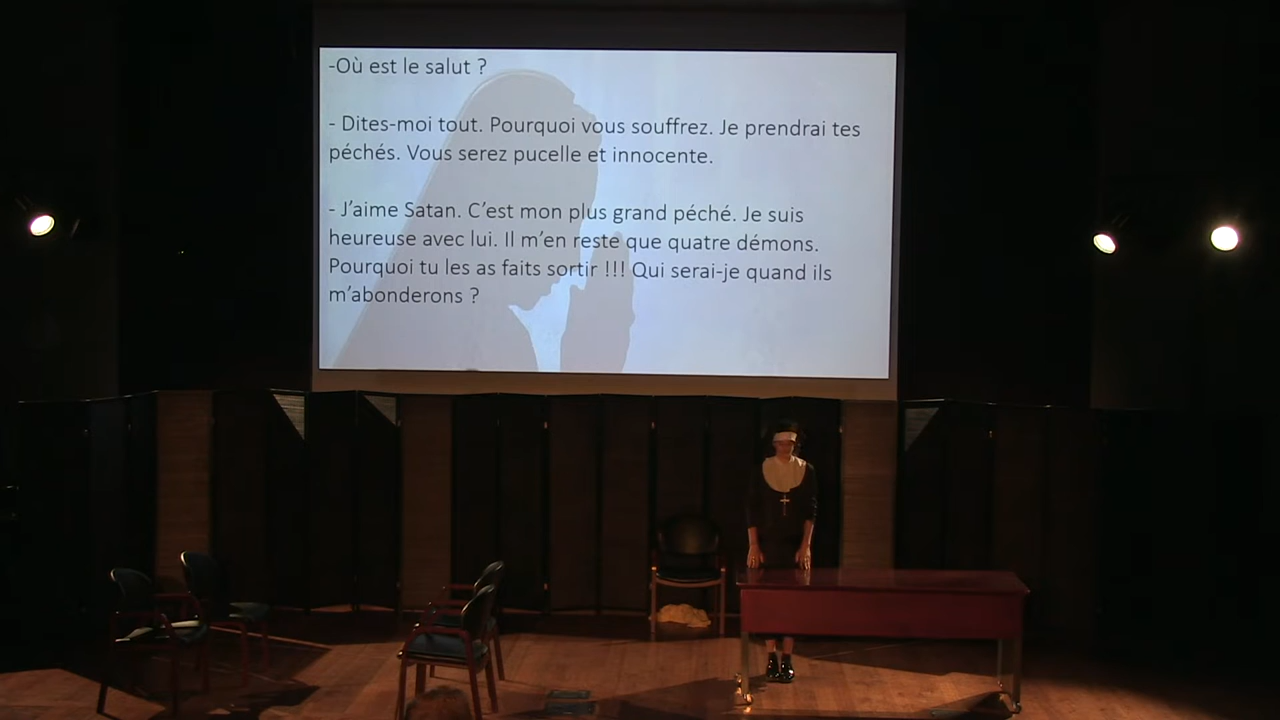 -Où est le salut ?
- Dites-moi tout. Pourquoi vous souffrez. Je prendrai tes
péchés. Vous serez pucelle et innocente.
- J’aime Satan. C’est mon plus grand péché. Je suis
heureuse avec lui. Il m’en reste que quatre démons.
Pourquoi tu les as faits sortir !!! Qui serai-je quand ils
m’abonderons ?